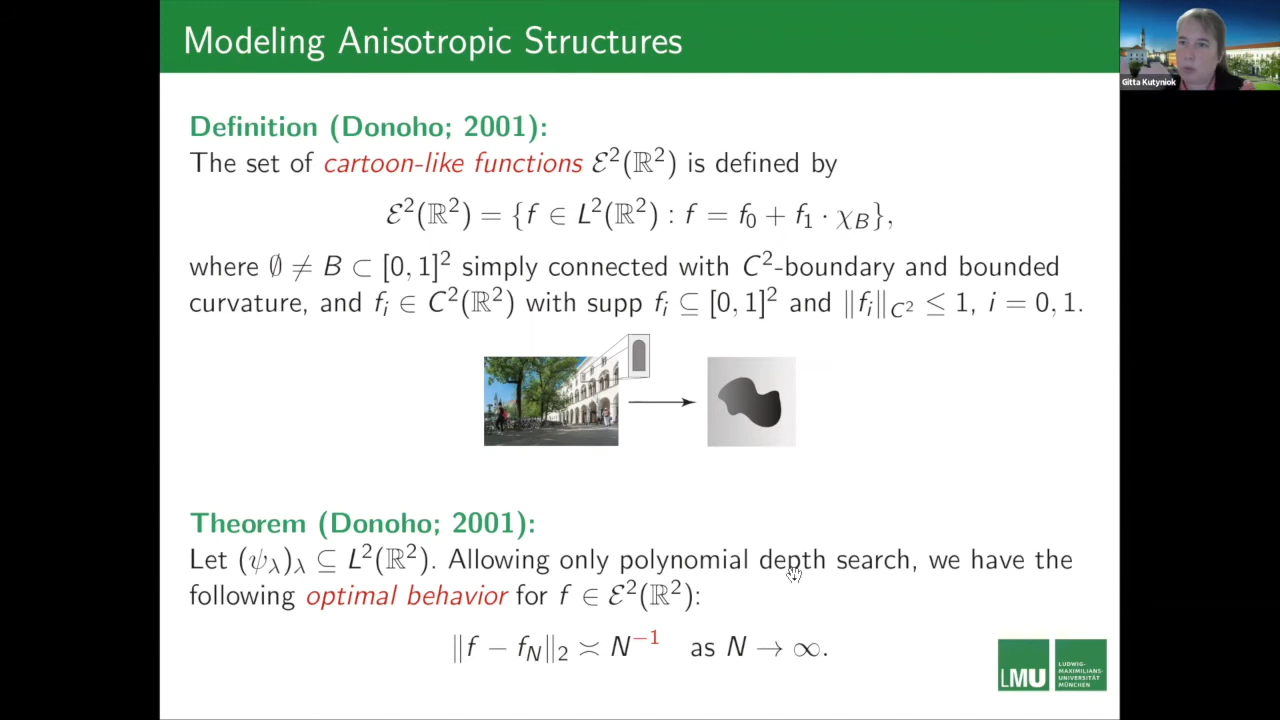 Modeling Anisotropic Structures
Gitta Kutyniok
Definition (Donoho; 2001):
The set of cartoon-like functions ℰ²(ℝ²) is defined by
ℰ²(ℝ²) = {f ∈ L²(ℝ²) : f = f₀ + f₁ · χ_B},
where ∅ ≠ B ⊂ [0, 1]² simply connected with C²-boundary and bounded
curvature, and f_i ∈ C²(ℝ²) with supp f_i ⊆ [0, 1]² and ‖f_i‖_{C²} ≤ 1, i = 0, 1.
Theorem (Donoho; 2001):
Let (ψ_λ)_λ ⊆ L²(ℝ²). Allowing only polynomial depth search, we have the
following optimal behavior for f ∈ ℰ²(ℝ²):
‖f − f_N‖₂ ≍ N⁻¹ as N → ∞.
LMU
LUDWIG-
MAXIMILIANS-
UNIVERSITÄT
MÜNCHEN